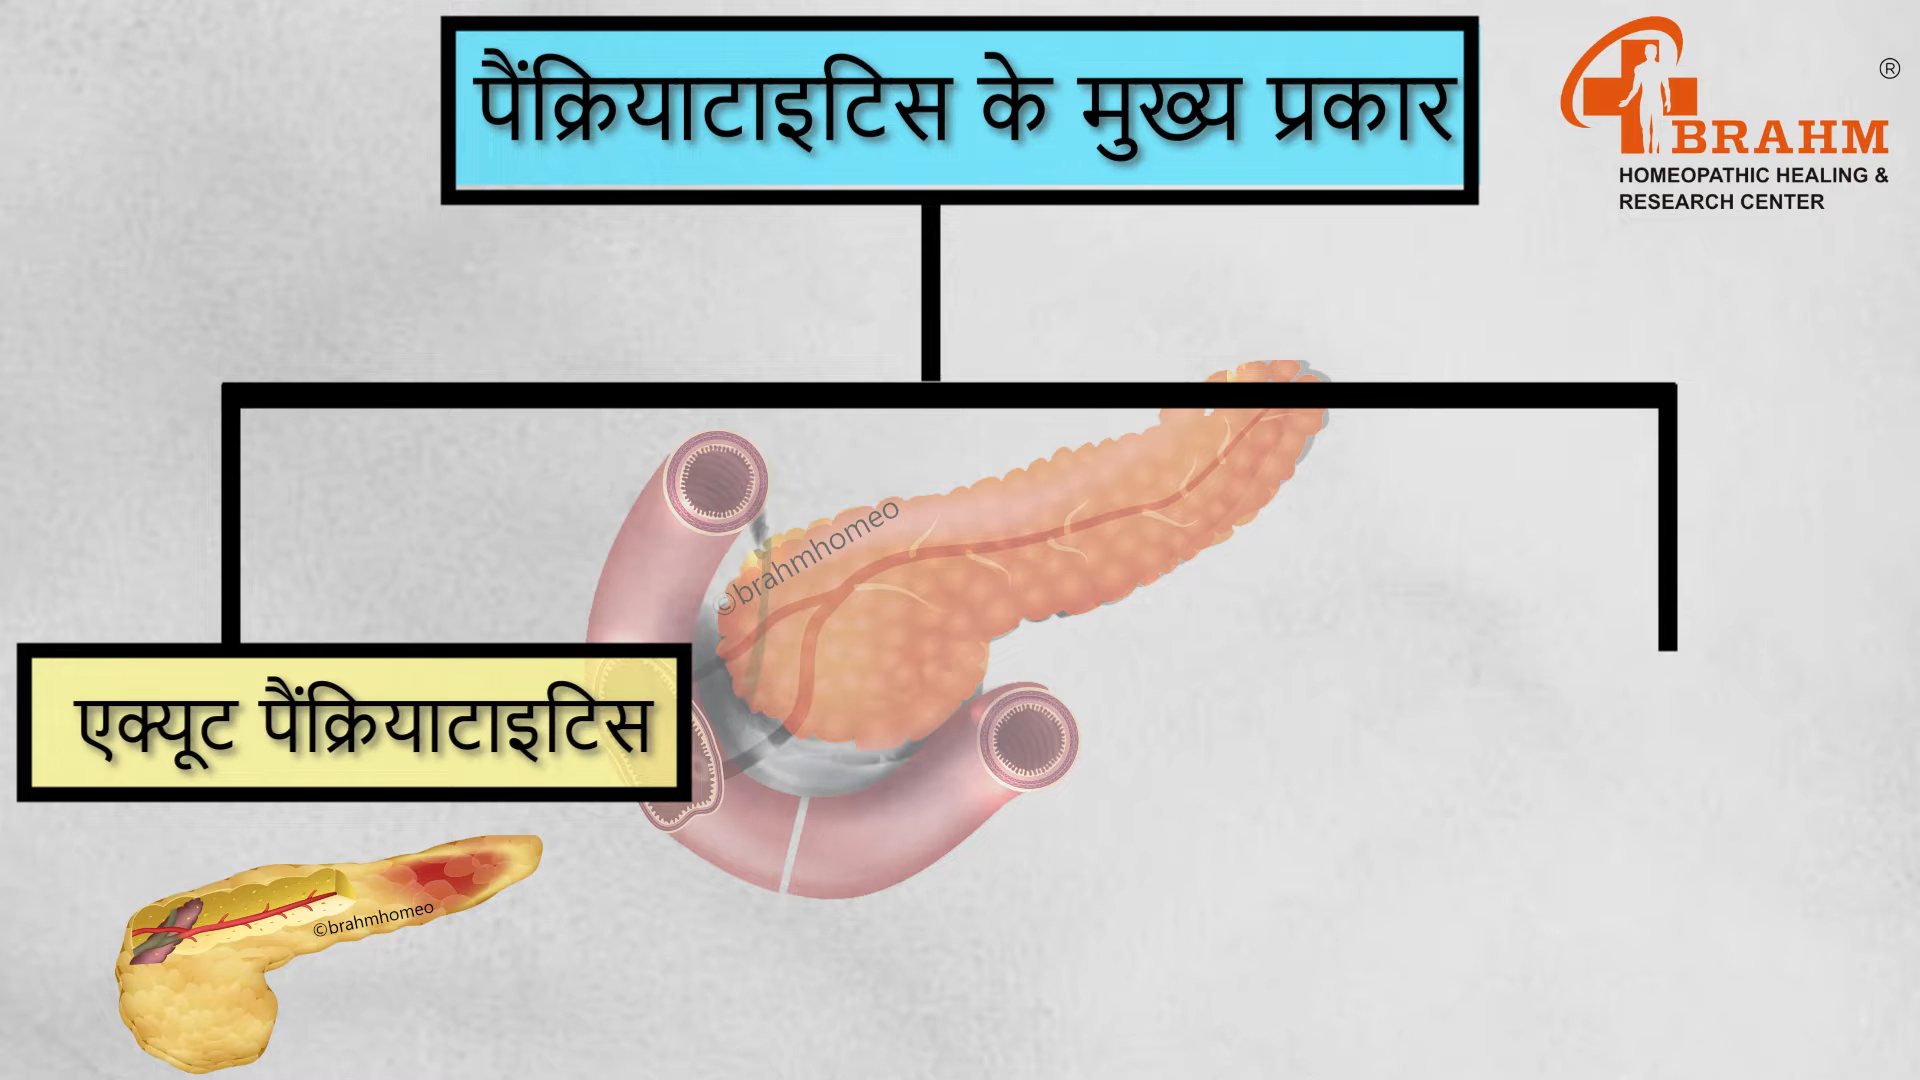 पैंक्रियाटाइटिस के मुख्य प्रकार
®
BRAHM
HOMEOPATHIC HEALING &
RESEARCH CENTER
©brahmhomeo
एक्यूट पैंक्रियाटाइटिस
©brahmhomeo